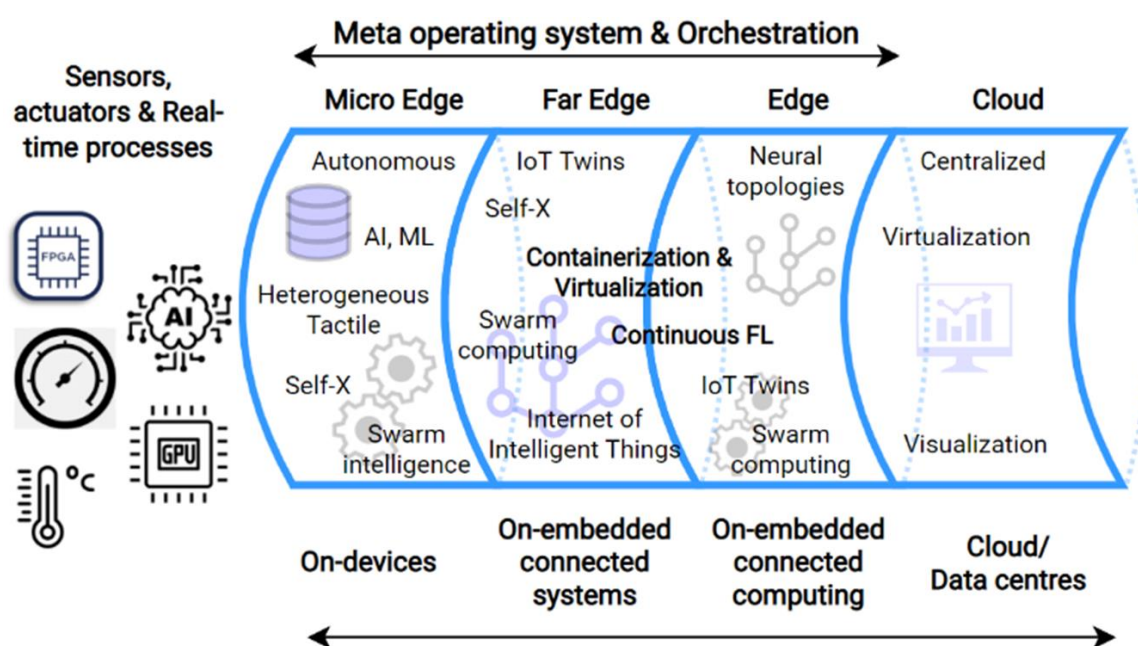 Meta operating system & Orchestration
Sensors,
actuators & Real-
time processes
Micro Edge
Far Edge
Edge
Cloud
FPGA
AI
GPU
°C
Autonomous
AI, ML
Heterogeneous
Tactile
Self-X
Swarm
intelligence
IoT Twins
Self-X
Containerization &
Virtualization
Swarm
computing
Continuous FL
Internet of
Intelligent Things
Neural
topologies
IoT Twins
Swarm
computing
Centralized
Virtualization
Visualization
On-devices
On-embedded
connected
systems
On-embedded
connected
computing
Cloud/
Data centres